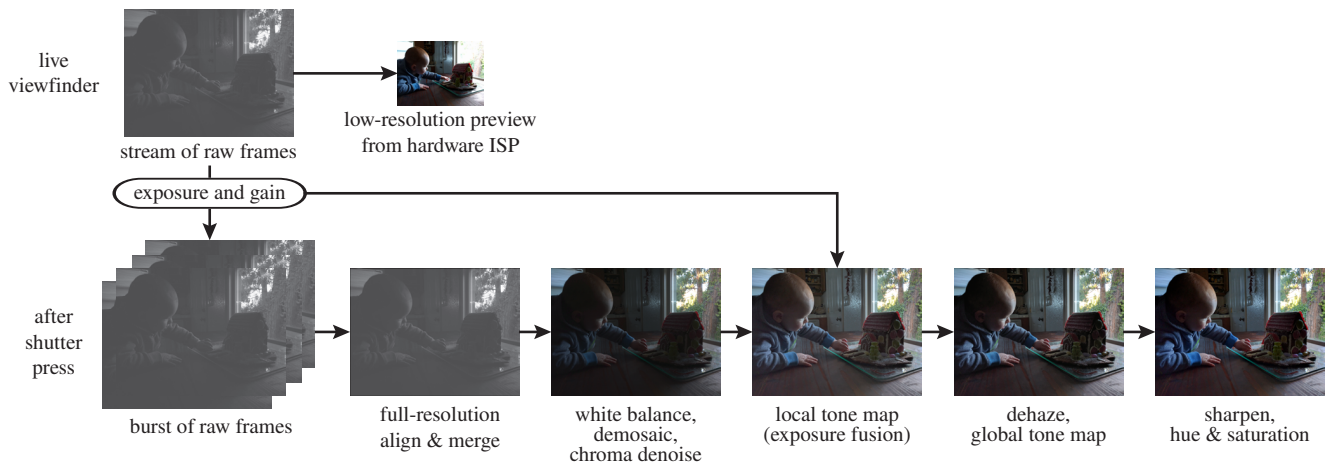 live
viewfinder
low-resolution preview
from hardware ISP
stream of raw frames
exposure and gain
after
shutter
press
burst of raw frames
full-resolution
align & merge
white balance,
demosaic,
chroma denoise
local tone map
(exposure fusion)
dehaze,
global tone map
sharpen,
hue & saturation